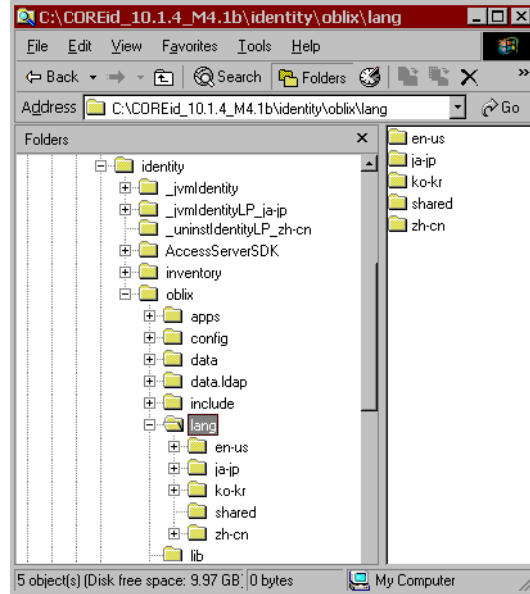 C:\COREid_10.1.4_M4.1b\identity\oblix\lang
File Edit View Favorites Tools Help
Back Search Folders »
Address C:\COREid_10.1.4_M4.1b\identity\oblix\lang Go
Folders
identity
_jvmIdentity
_jvmIdentityLP_ja-jp
_uninstIdentityLP_zh-cn
AccessServerSDK
inventory
oblix
apps
config
data
data.ldap
include
lang
en-us
ja-jp
ko-kr
shared
zh-cn
lib
en-us
ja-jp
ko-kr
shared
zh-cn
5 object(s) (Disk free space: 9.97 GB) 0 bytes My Computer